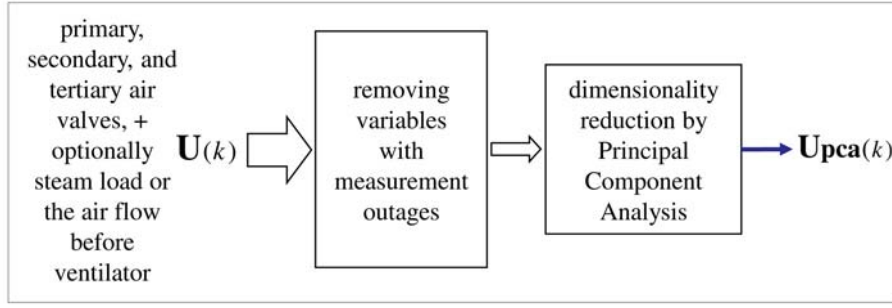 primary,
secondary, and
tertiary air
valves, +
optionally
steam load or
the air flow
before
ventilator
U(k)
removing
variables
with
measurement
outages
dimensionality
reduction by
Principal
Component
Analysis
Upca(k)